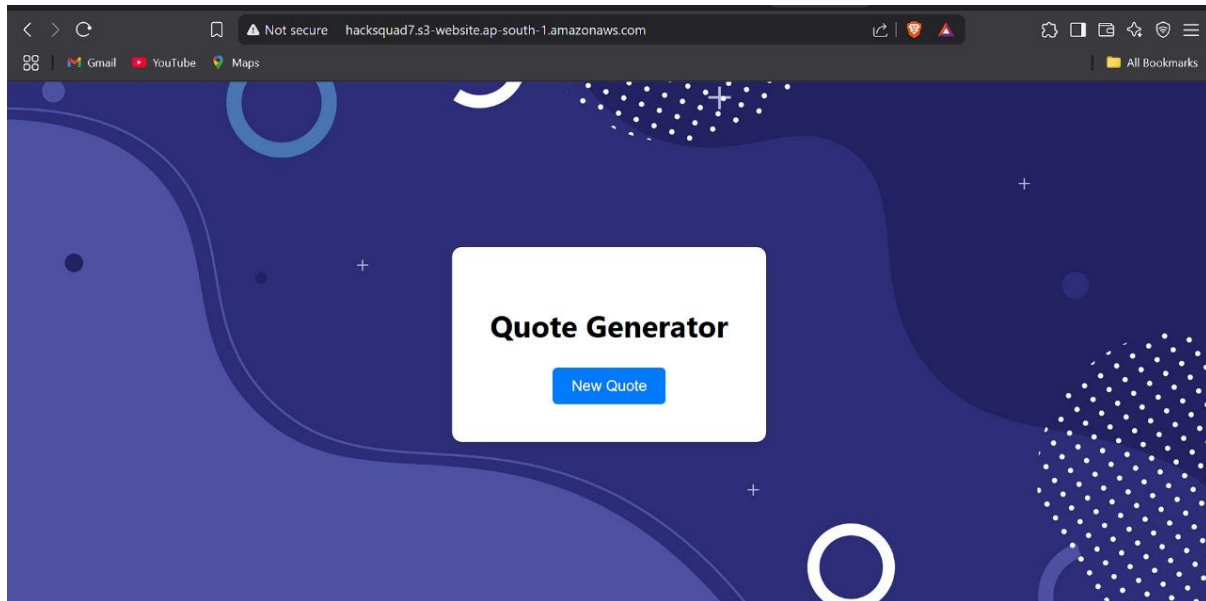 Not secure hacksquad7.s3-website.ap-south-1.amazonaws.com
Gmail YouTube Maps All Bookmarks
Quote Generator
New Quote